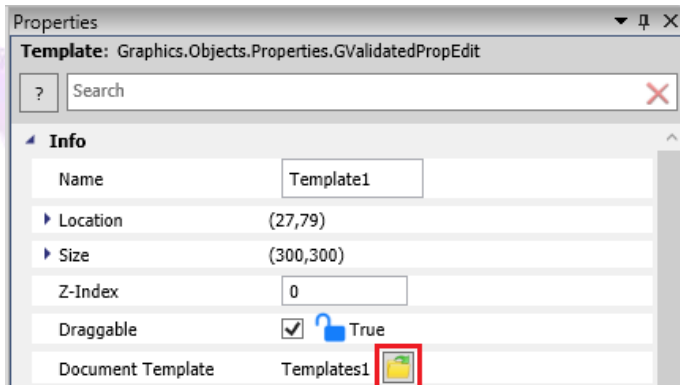 Properties
Template: Graphics.Objects.Properties.GValidatedPropEdit
? Search
Info
Name Template1
Location (27,79)
Size (300,300)
Z-Index 0
Draggable True
Document Template Templates1